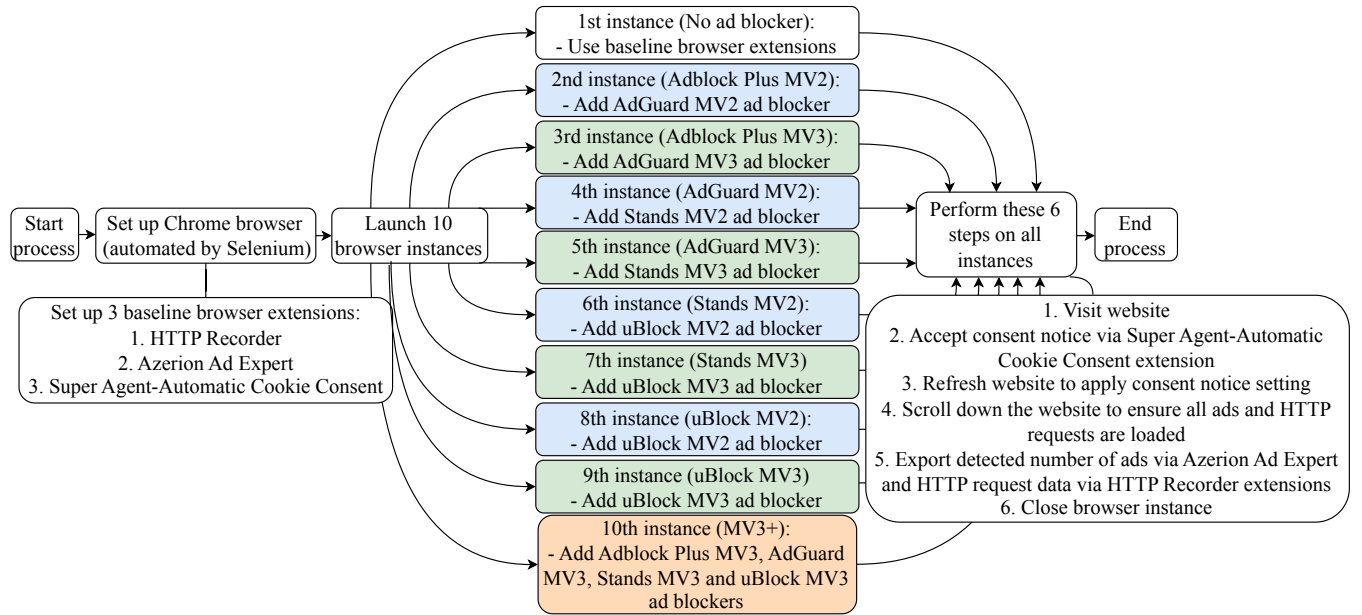 Start
process
Set up Chrome browser
(automated by Selenium)
Set up 3 baseline browser extensions:
1. HTTP Recorder
2. Azerion Ad Expert
3. Super Agent-Automatic Cookie Consent
Launch 10
browser instances
1st instance (No ad blocker):
- Use baseline browser extensions
2nd instance (Adblock Plus MV2):
- Add AdGuard MV2 ad blocker
3rd instance (Adblock Plus MV3):
- Add AdGuard MV3 ad blocker
4th instance (AdGuard MV2):
- Add Stands MV2 ad blocker
5th instance (AdGuard MV3):
- Add Stands MV3 ad blocker
6th instance (Stands MV2):
- Add uBlock MV2 ad blocker
7th instance (Stands MV3)
- Add uBlock MV3 ad blocker
8th instance (uBlock MV2):
- Add uBlock MV2 ad blocker
9th instance (uBlock MV3)
- Add uBlock MV3 ad blocker
10th instance (MV3+):
- Add Adblock Plus MV3, AdGuard
MV3, Stands MV3 and uBlock MV3
ad blockers
Perform these 6
steps on all
instances
1. Visit website
2. Accept consent notice via Super Agent-Automatic
Cookie Consent extension
3. Refresh website to apply consent notice setting
4. Scroll down the website to ensure all ads and HTTP
requests are loaded
5. Export detected number of ads via Azerion Ad Expert
and HTTP request data via HTTP Recorder extensions
6. Close browser instance
End
process